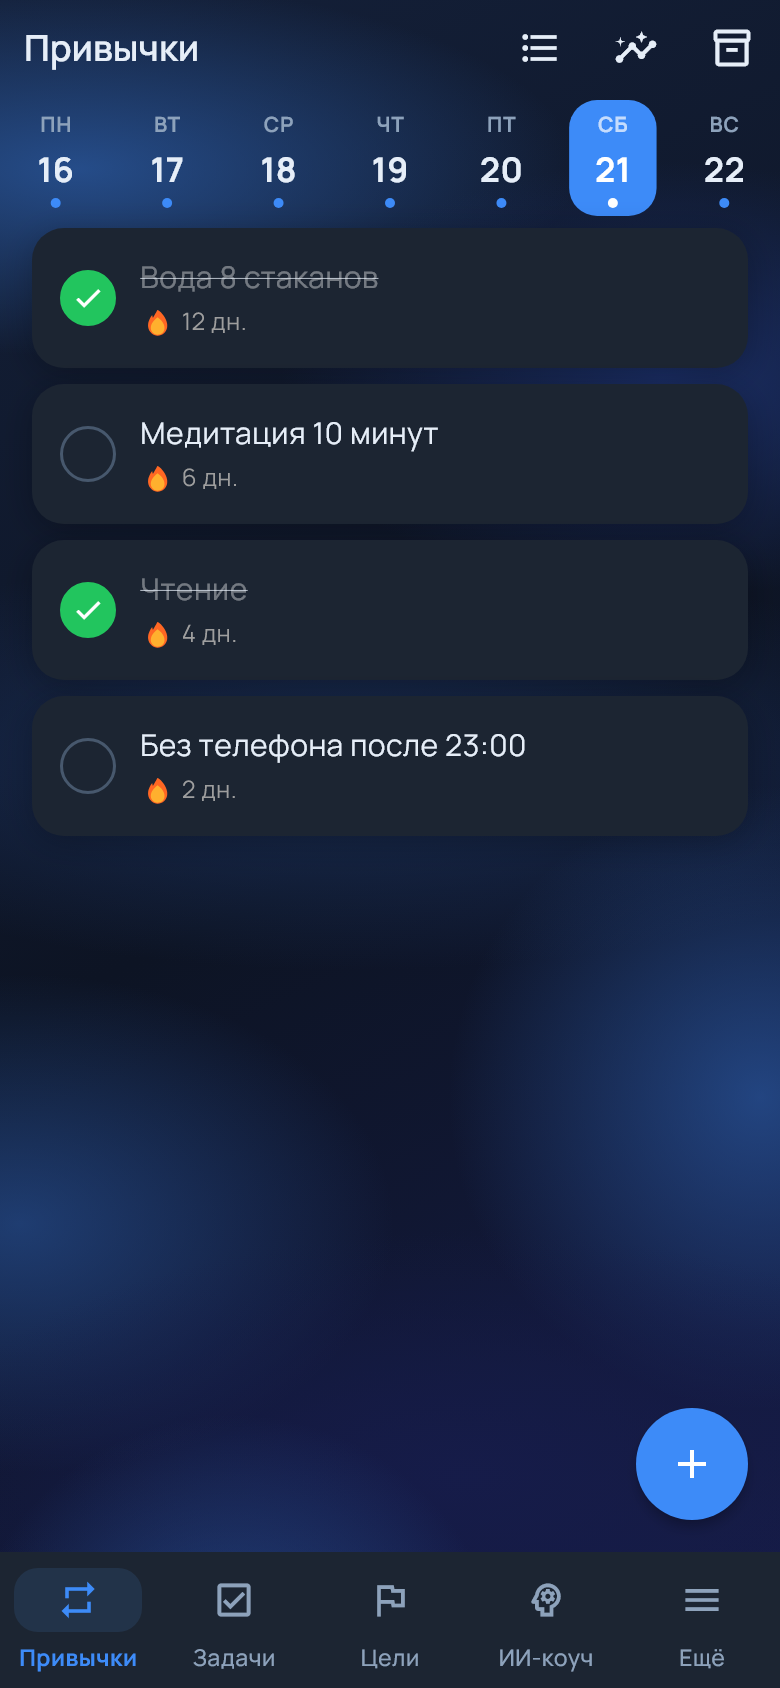 Привычки
ПН ВТ СР ЧТ ПТ СБ ВС
16 17 18 19 20 21 22
Вода 8 стаканов
12 дн.
Медитация 10 минут
6 дн.
Чтение
4 дн.
Без телефона после 23:00
2 дн.
Привычки Задачи Цели ИИ-коуч Ещё